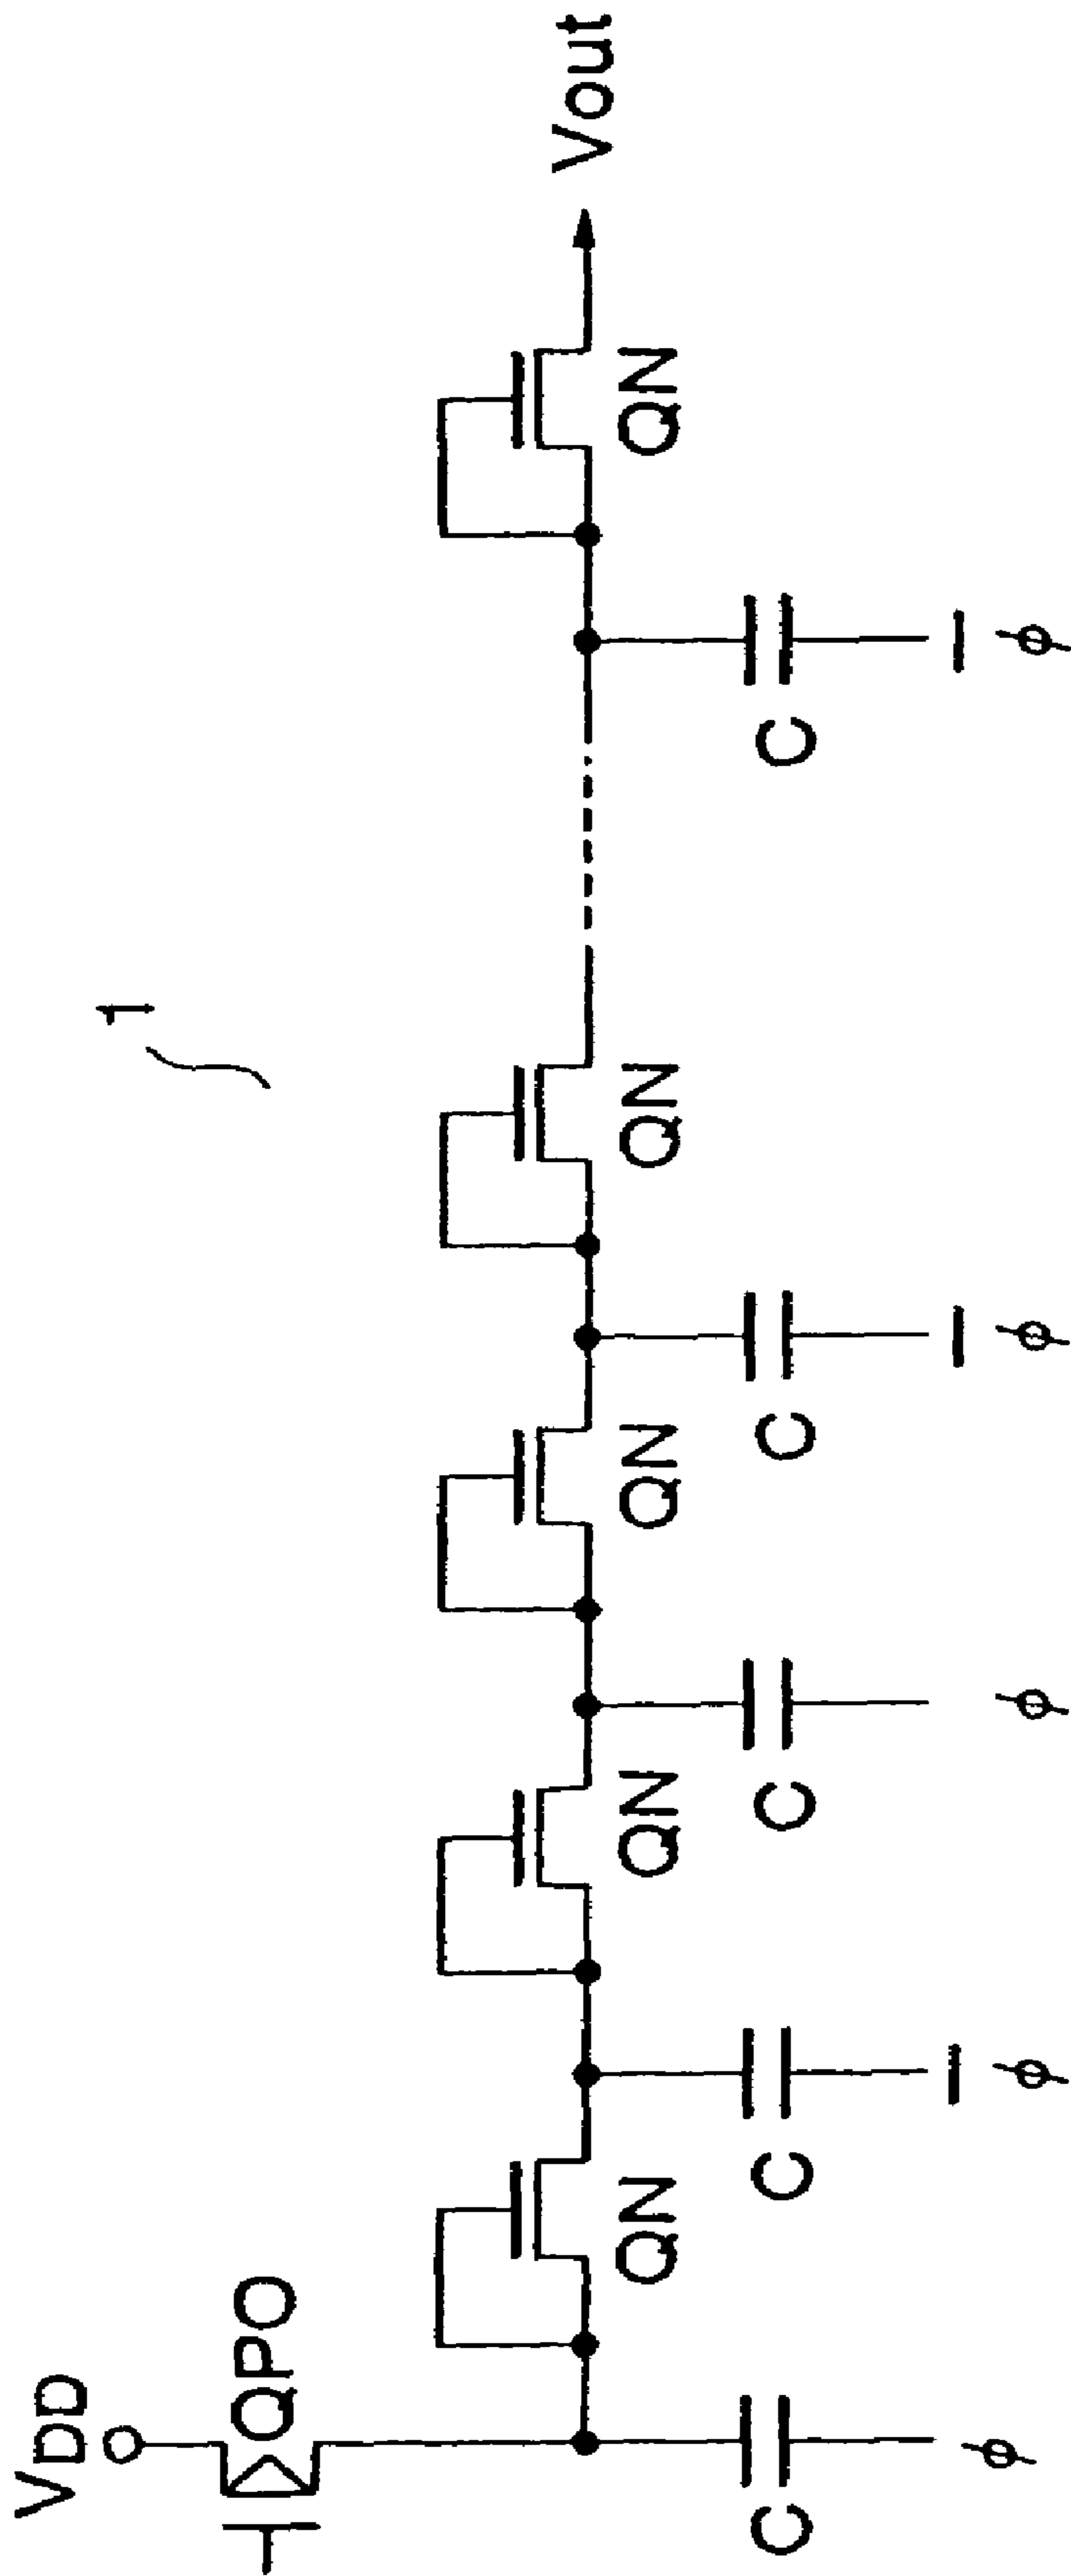 VDD
1
QPO
Vout
QN QN QN QN QN
C C C C C
φ φ̅ φ φ̅ φ̅